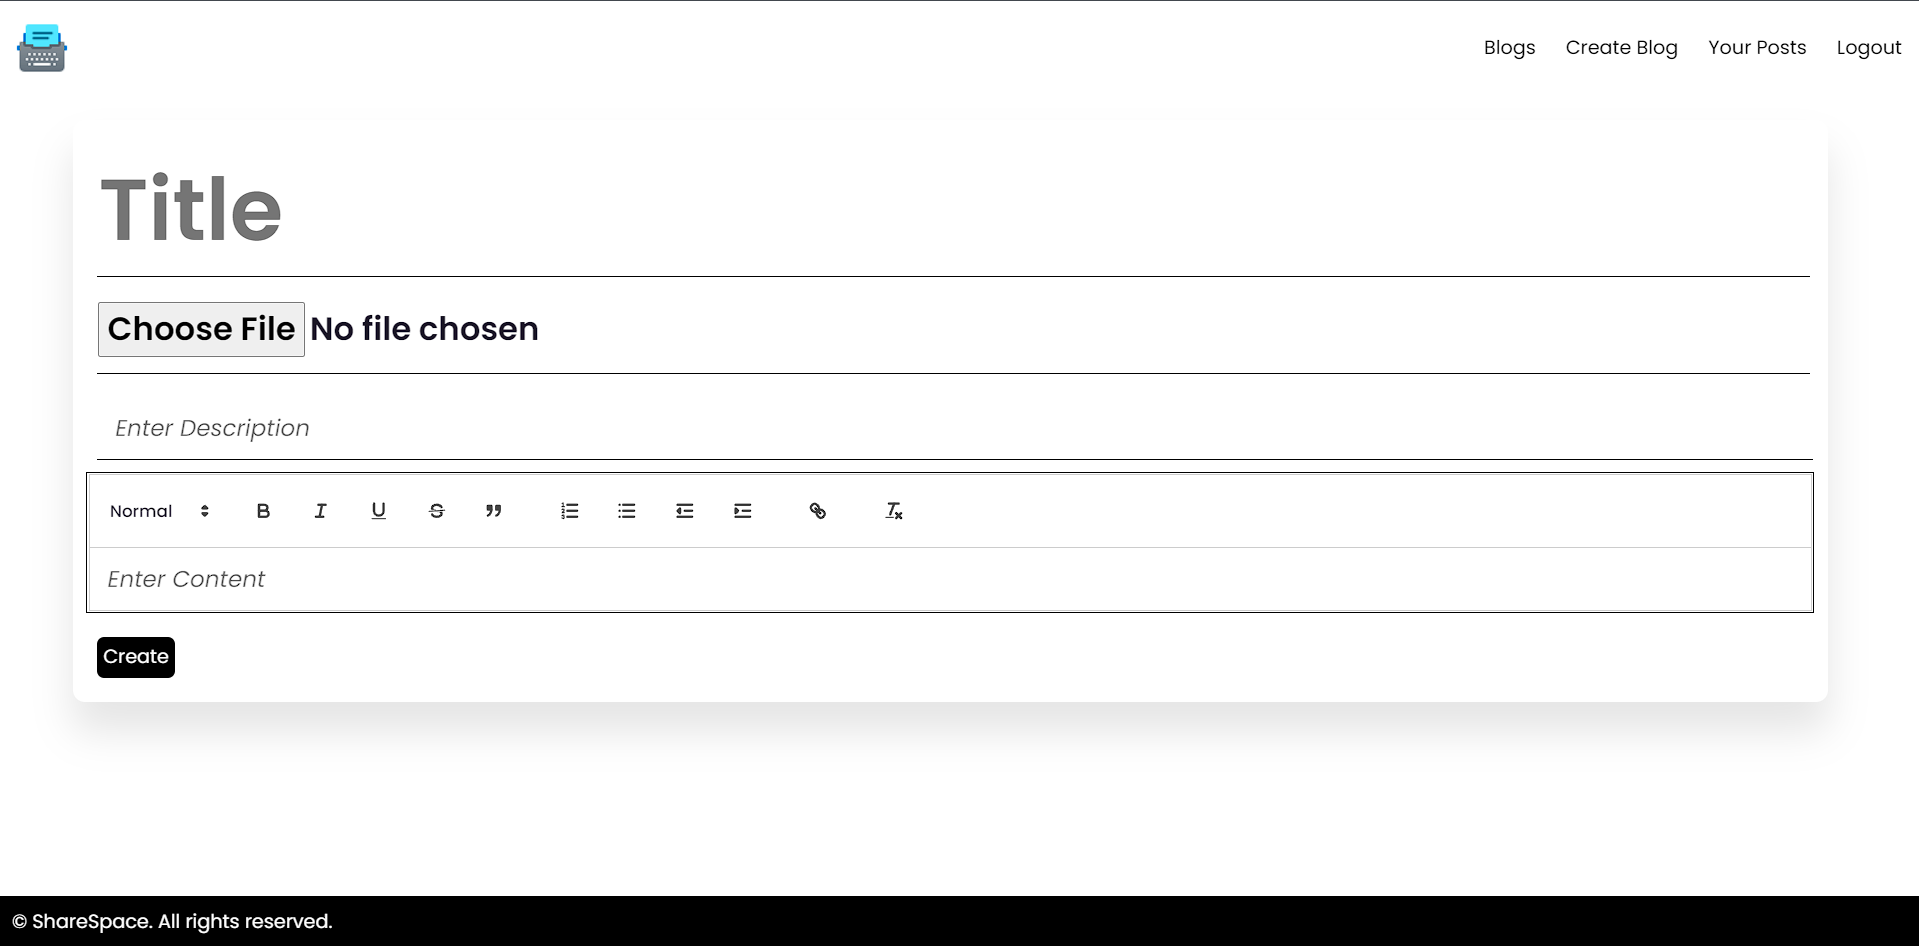 Blogs Create Blog Your Posts Logout
Title
Choose File No file chosen
Enter Description
Normal
Enter Content
Create
© ShareSpace. All rights reserved.